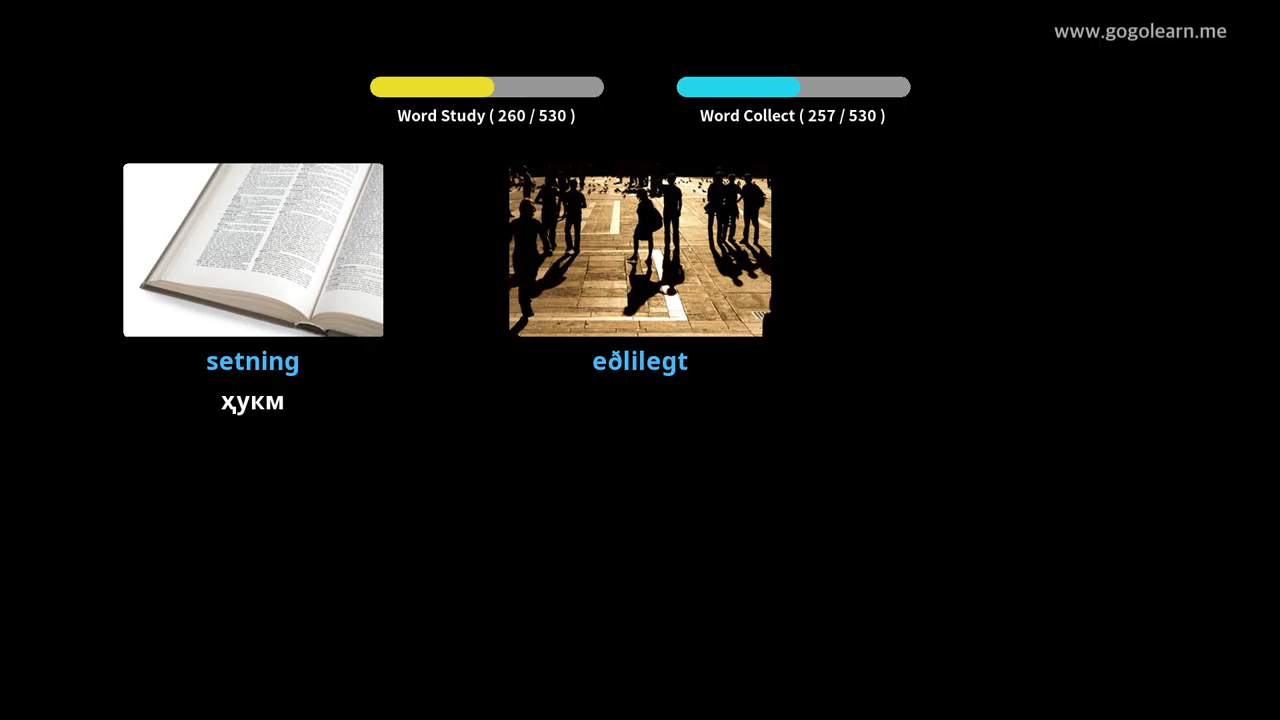 www.gogolearn.me
Word Study ( 260 / 530 )
Word Collect ( 257 / 530 )
setning
eðlilegt
ҳукм